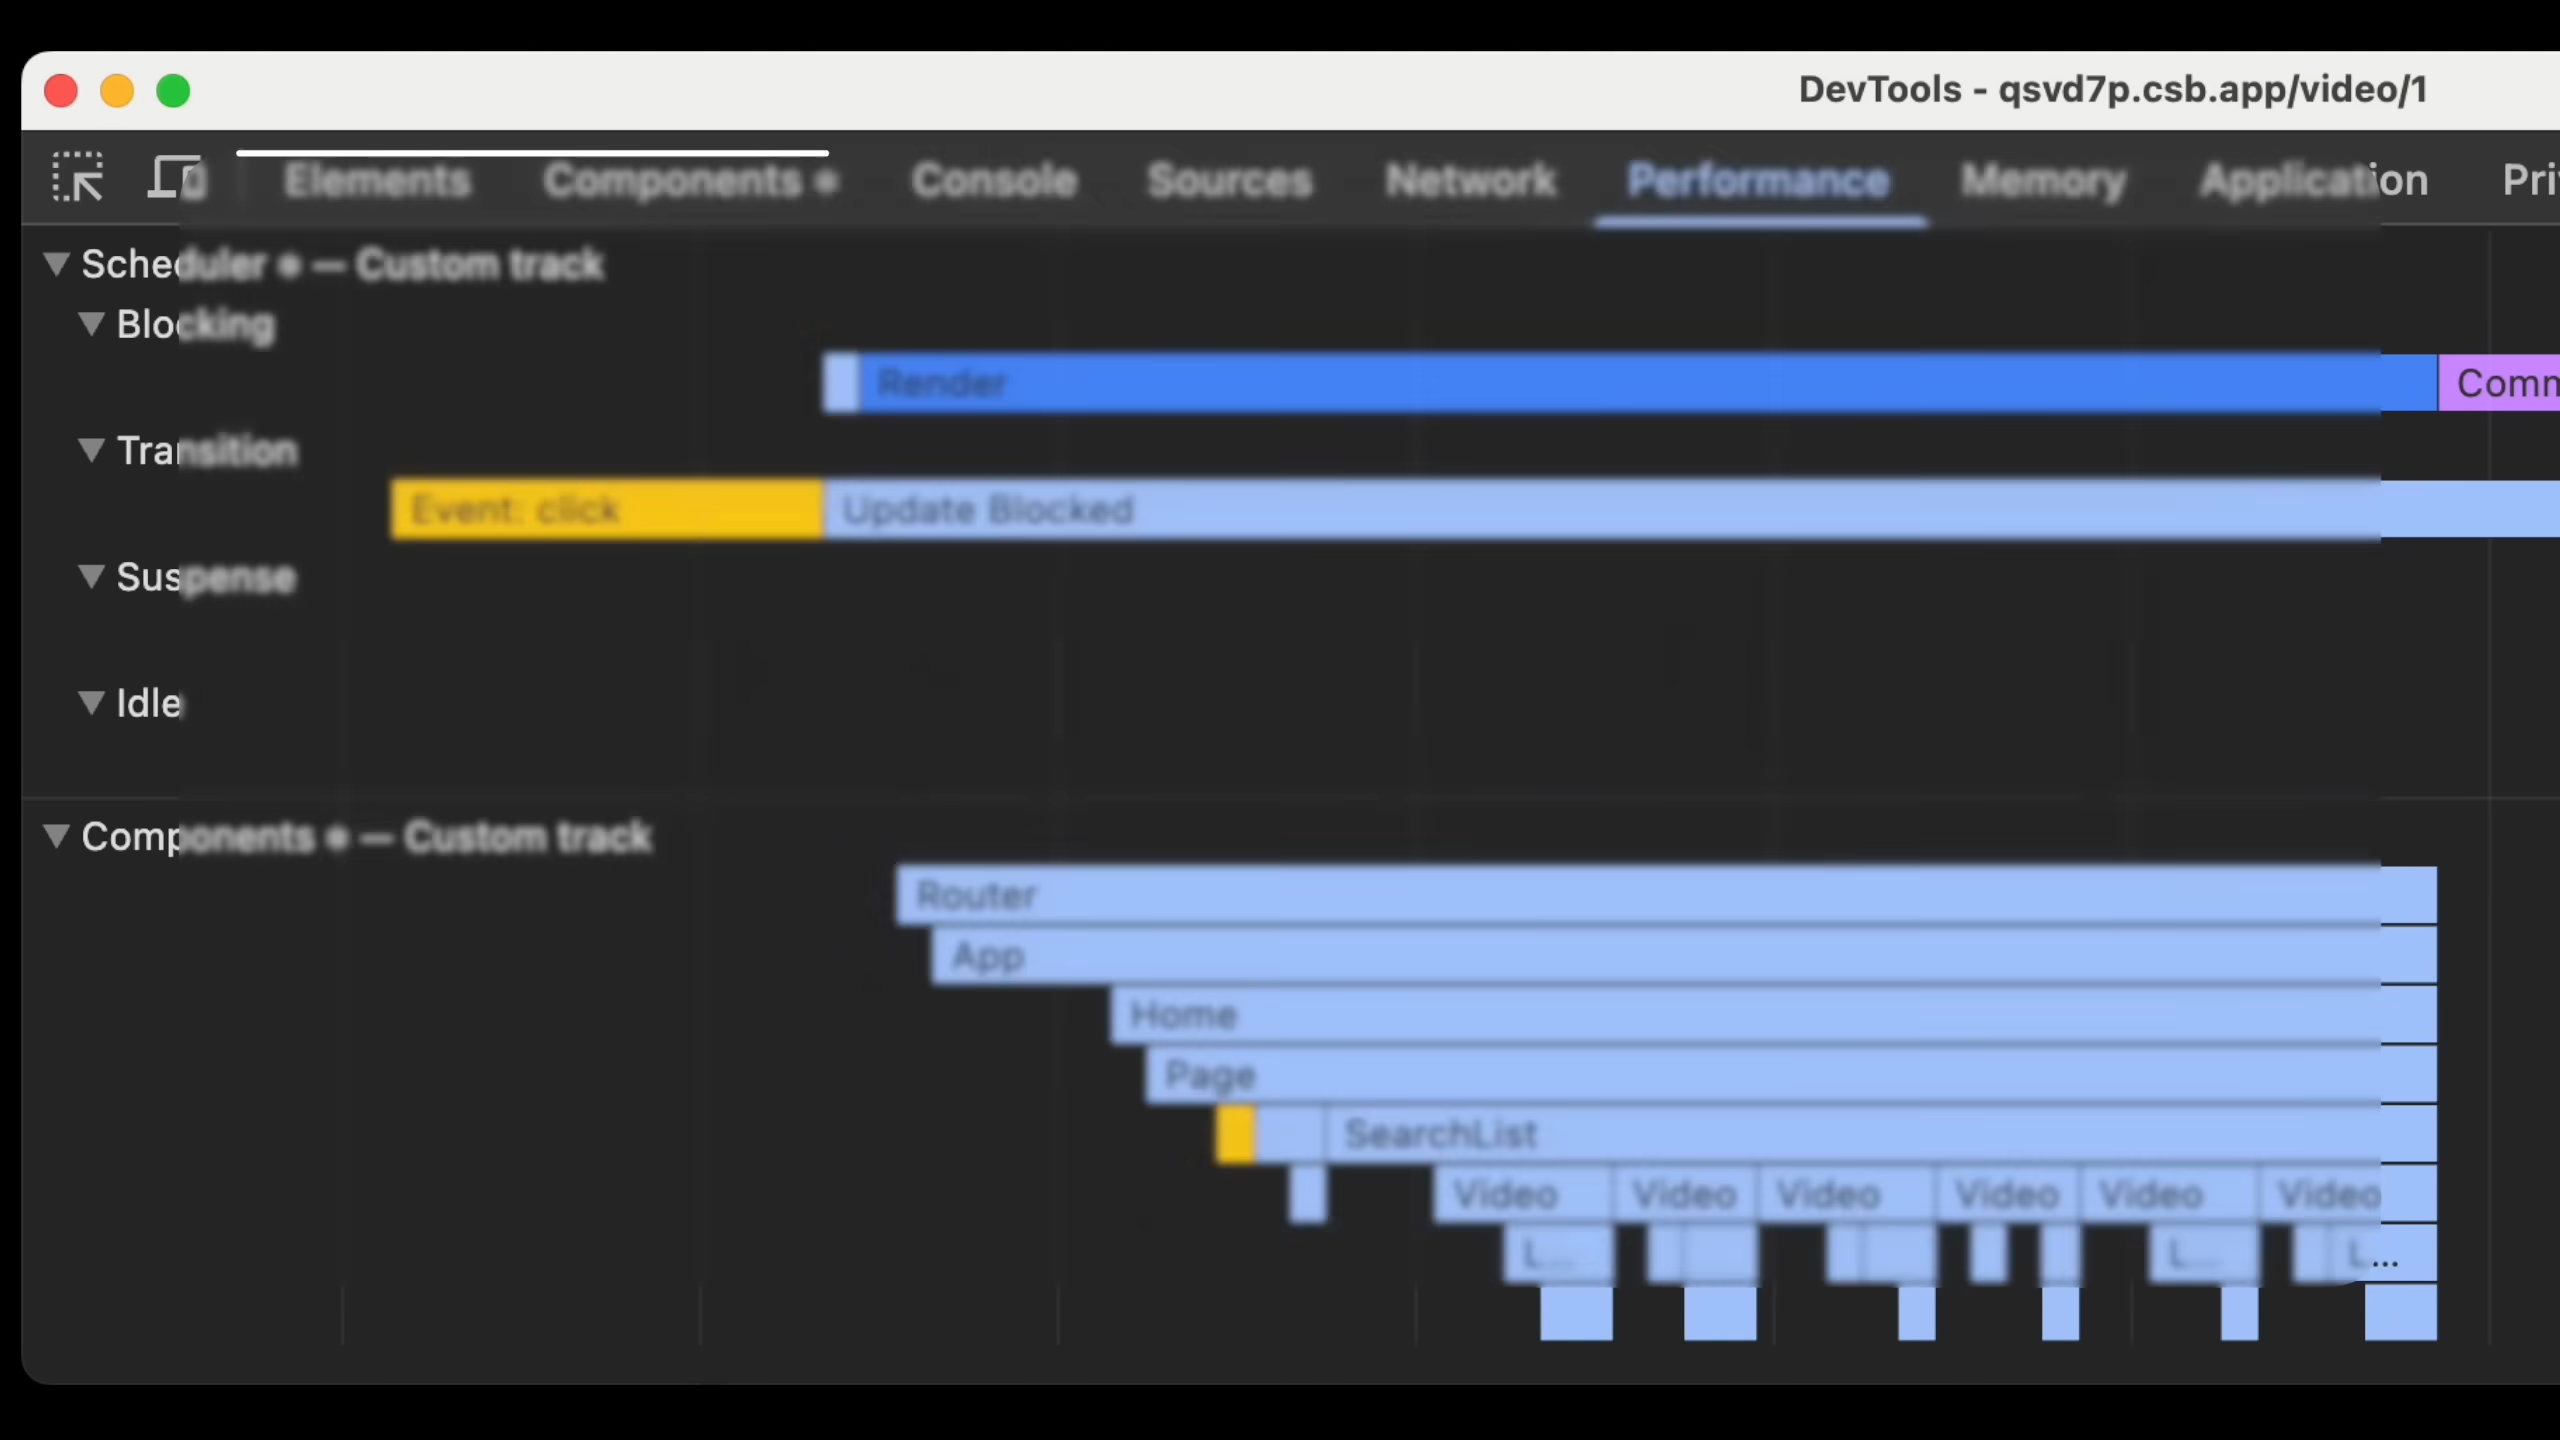 DevTools - qsvd7p.csb.app/video/1
Elements Components Console Sources Network Performance Memory Application
Scheduler — Custom track
Blocking
Render
Transition
Event: click Update Blocked
Suspense
Idle
Components — Custom track
Router
App
Home
Page
SearchList
Video Video Video Video Video Video
L... L... L...